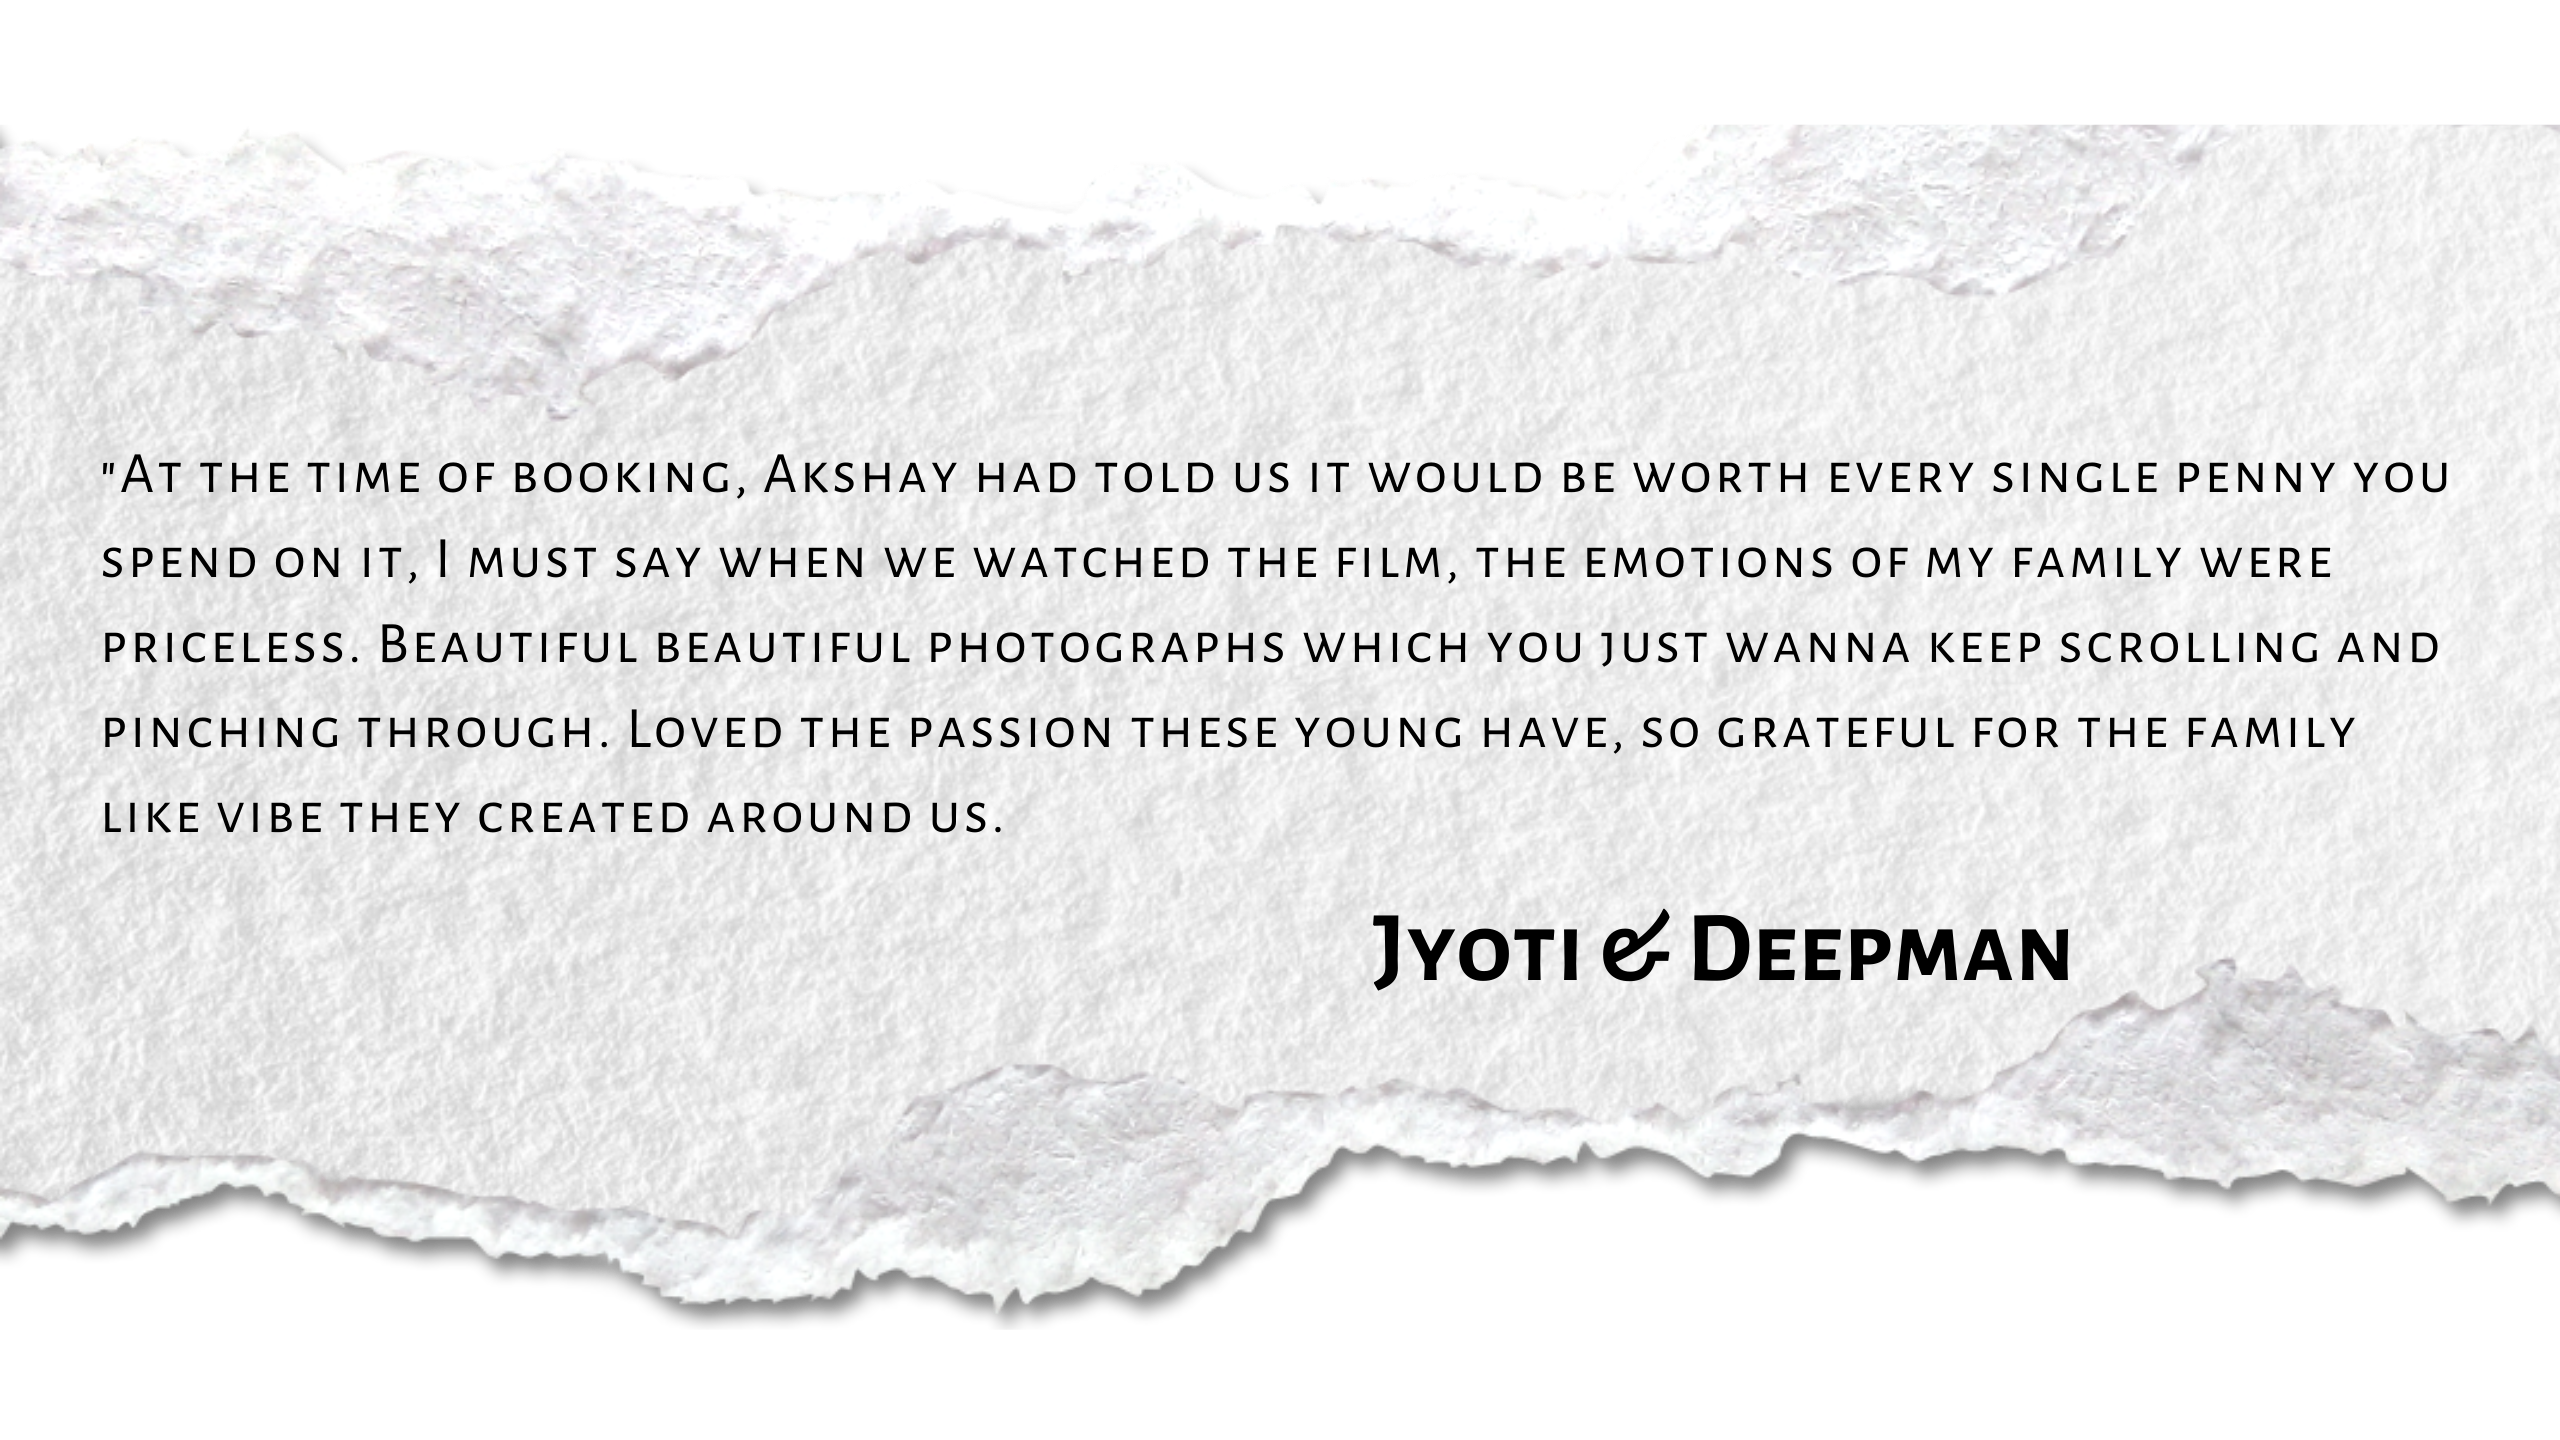 "At the time of booking, Akshay had told us it would be worth every single penny you
spend on it, I must say when we watched the film, the emotions of my family were
priceless. Beautiful beautiful photographs which you just wanna keep scrolling and
pinching through. Loved the passion these young have, so grateful for the family
like vibe they created around us.
Jyoti & Deepman